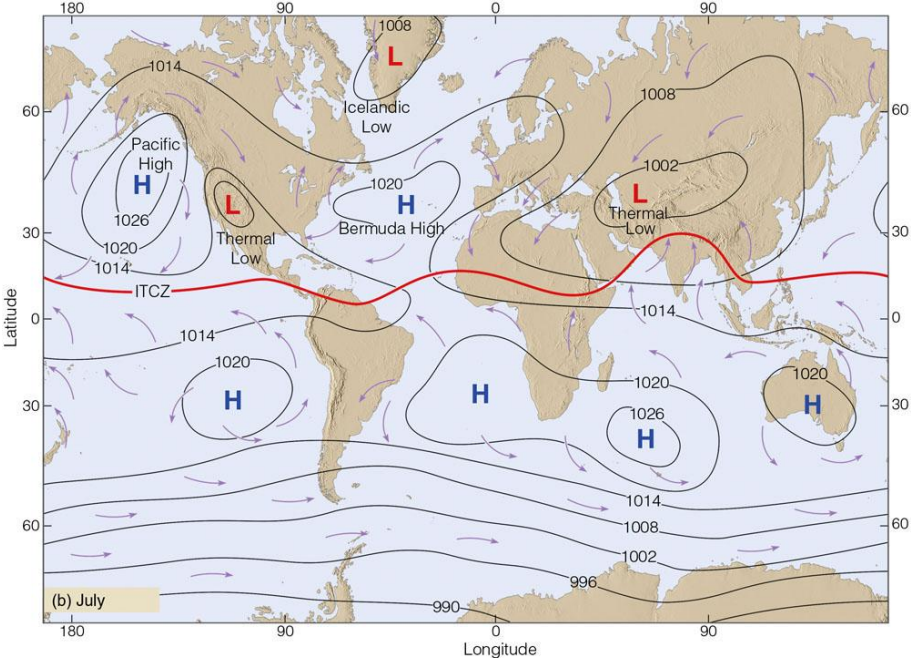 180
90
0
90
1008
L
1014
Icelandic
Low
1008
60
60
Pacific
High
H
1026
1020
1014
L
Thermal
Low
1020
H
Bermuda High
1002
L
Thermal
Low
30
30
ITCZ
Latitude
0
0
1014
1014
1020
H
H
1020
1026
H
1020
H
30
30
1014
1008
1002
996
990
60
60
(b) July
180
90
0
90
Longitude